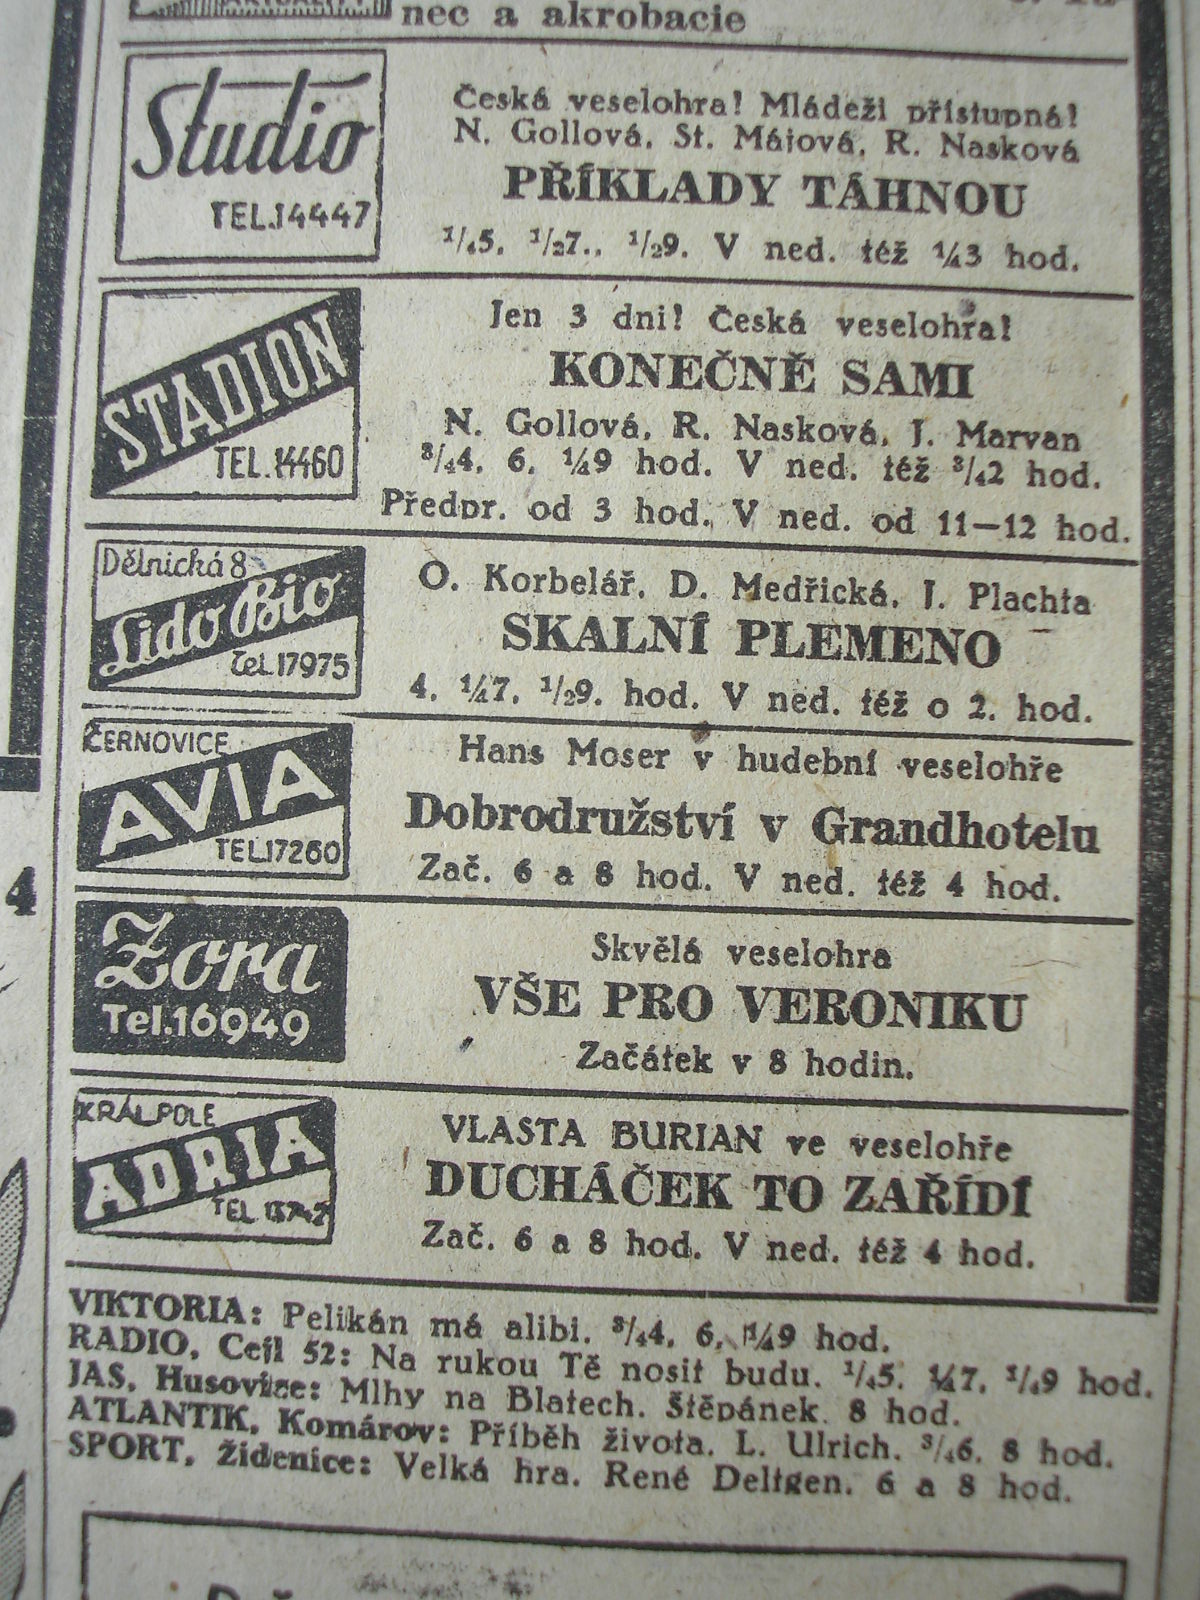 nec a akrobacie
Studio
TEL.14447
Česká veselohra! Mládeži přístupná!
N. Gollová, St. Májová, R. Nasková
PŘÍKLADY TÁHNOU
1/45, 1/27., 1/29. V ned. též 1/43 hod.
STADION
TEL.14460
Jen 3 dni! Česká veselohra!
KONEČNĚ SAMI
N. Gollová, R. Nasková, J. Marvan
3/44, 6, 1/49 hod. V ned. též 3/42 hod.
Předpr. od 3 hod., V ned. od 11—12 hod.
Dělnická 8
Lido Bio
Tel.17975
O. Korbelář, D. Medřická, J. Plachta
SKALNÍ PLEMENO
4, 1/47, 1/29. hod. V ned. též o 2. hod.
ČERNOVICE
AVIA
TEL.17260
Hans Moser v hudební veselohře
Dobrodružství v Grandhotelu
Zač. 6 a 8 hod. V ned. též 4 hod.
Zora
Tel.16949
Skvělá veselohra
VŠE PRO VERONIKU
Začátek v 8 hodin.
KRÁL.POLE
ADRIA
TEL.
VLASTA BURIAN ve veselohře
DUCHÁČEK TO ZAŘÍDÍ
Zač. 6 a 8 hod. V ned. též 4 hod.
VIKTORIA: Pelikán má alibi. 3/44, 6, 1/49 hod.
RADIO, Cejl 52: Na rukou Tě nosit budu. 1/45, 1/47, 1/49 hod.
JAS, Husovice: Mlhy na Blatech. Štěpánek. 8 hod.
ATLANTIK, Komárov: Příběh života. L. Ulrich. 3/46, 8 hod.
SPORT, Židenice: Velká hra. René Deltgen. 6 a 8 hod.
4